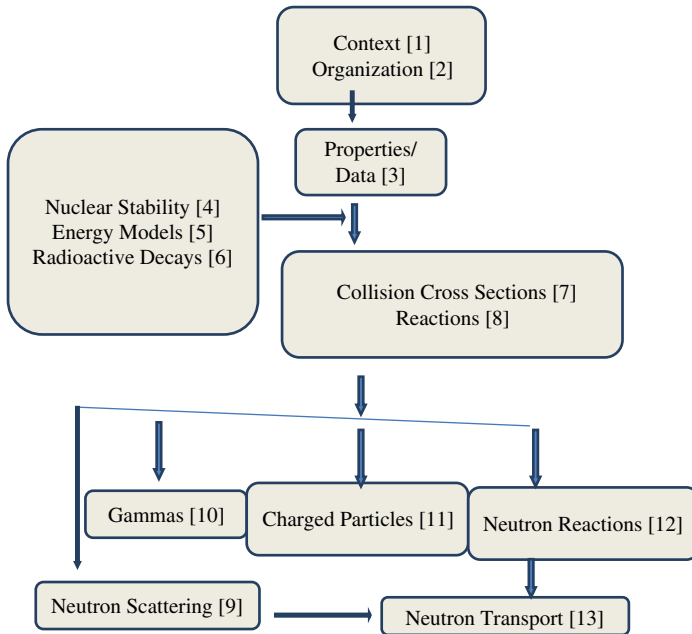 Context [1]
Organization [2]
Properties/
Data [3]
Nuclear Stability [4]
Energy Models [5]
Radioactive Decays [6]
Collision Cross Sections [7]
Reactions [8]
Gammas [10]
Charged Particles [11]
Neutron Reactions [12]
Neutron Scattering [9]
Neutron Transport [13]